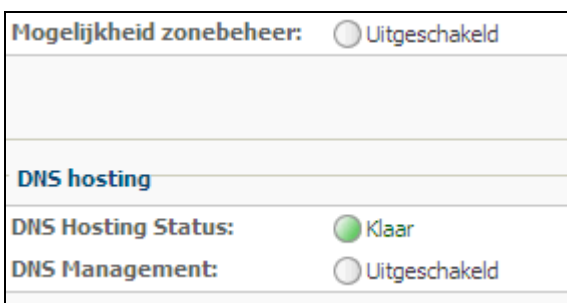 Mogelijkheid zonebeheer: Uitgeschakeld
DNS hosting
DNS Hosting Status: Klaar
DNS Management: Uitgeschakeld